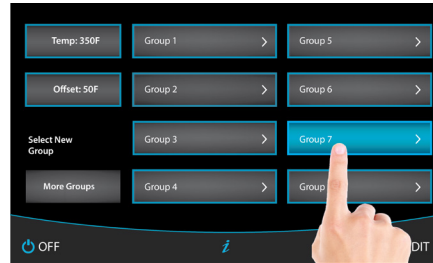 Temp: 350F
Group 1
Group 5
Offset: 50F
Group 2
Group 6
Select New
Group
Group 3
Group 7
More Groups
Group 4
Group
OFF
i
DIT